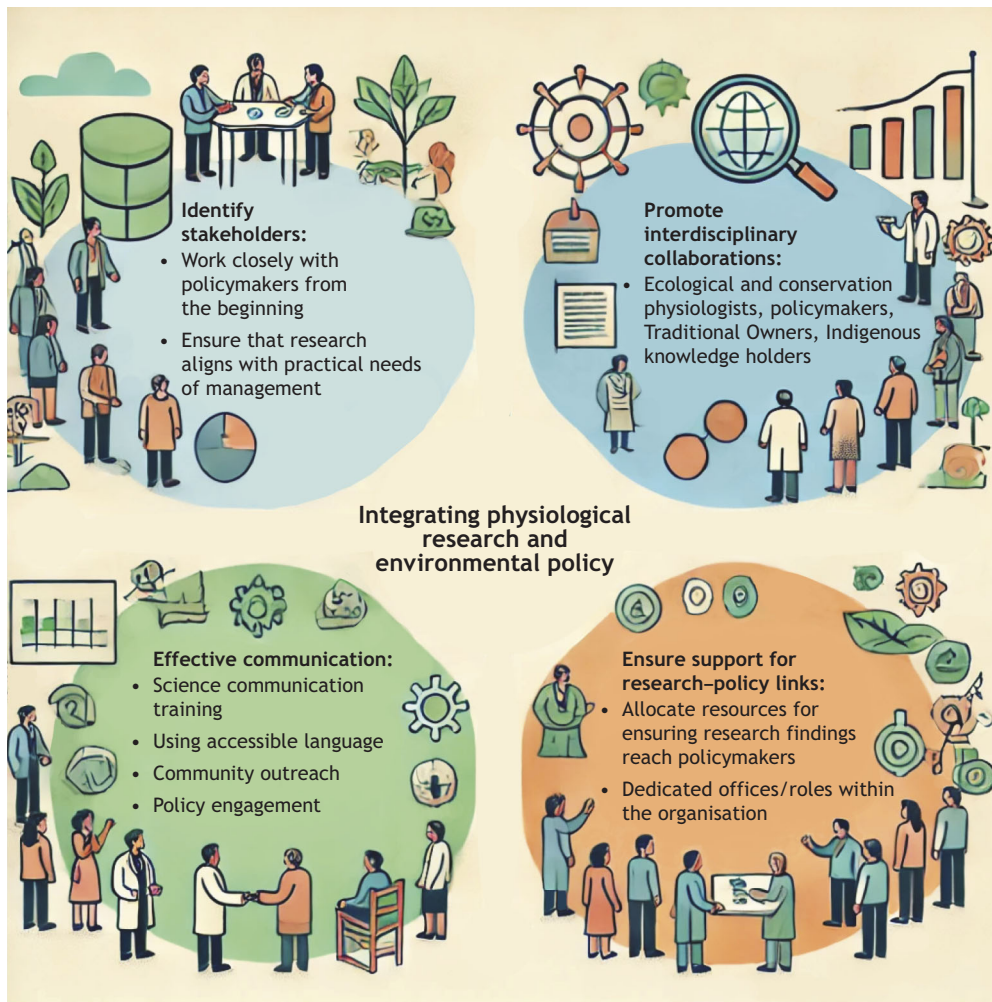 Identify
stakeholders:
• Work closely with
policymakers from
the beginning
• Ensure that research
aligns with practical needs
of management
Promote
interdisciplinary
collaborations:
• Ecological and conservation
physiologists, policymakers,
Traditional Owners, Indigenous
knowledge holders
Integrating physiological
research and
environmental policy
Effective communication:
• Science communication
training
• Using accessible language
• Community outreach
• Policy engagement
Ensure support for
research–policy links:
• Allocate resources for
ensuring research findings
reach policymakers
• Dedicated offices/roles within
the organisation